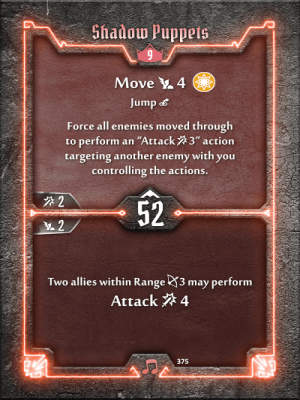 Shadow Puppets
9
Move 4
Jump
Force all enemies moved through
to perform an "Attack 3" action
targeting another enemy with you
controlling the actions.
2
52
2
Two allies within Range 3 may perform
Attack 4
375